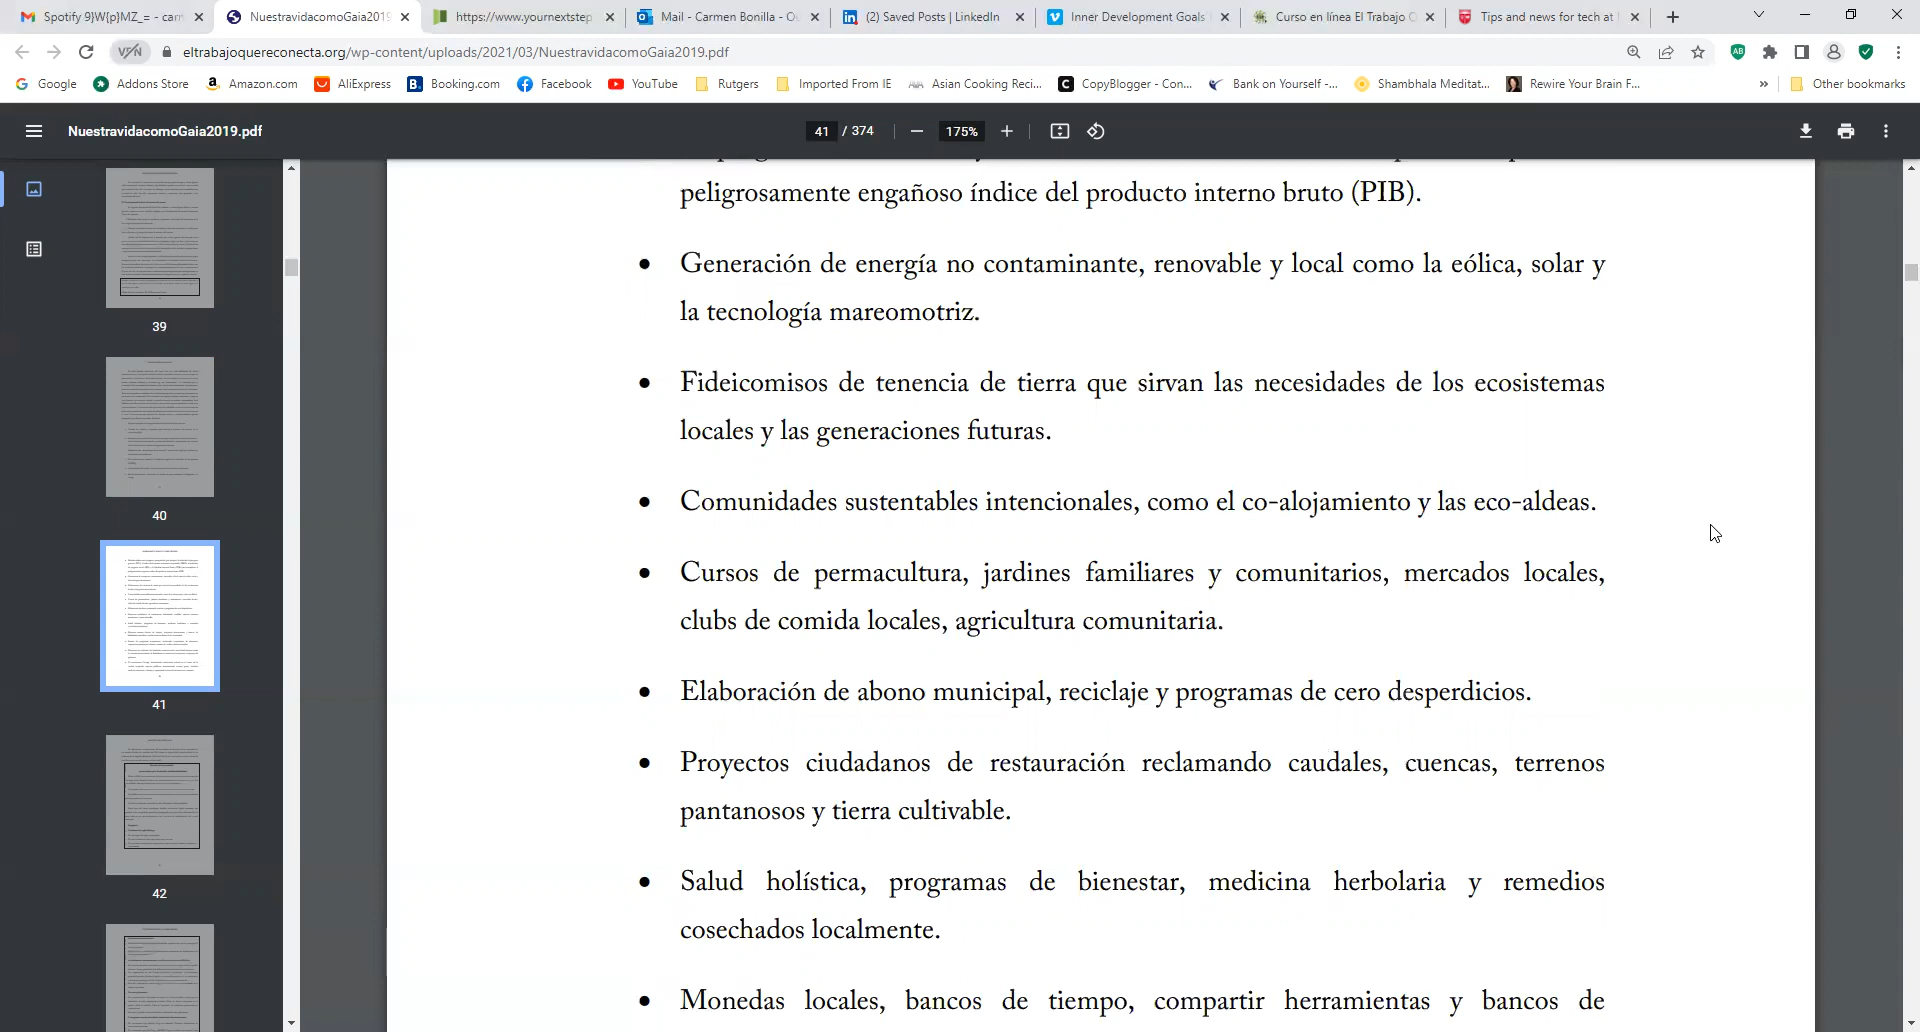 Spotify 9}W{p}MZ_= - carr
NuestravidacomoGaia2019
https://www.yournextstep
Mail - Carmen Bonilla - O
(2) Saved Posts | LinkedIn
Inner Development Goals
Curso en línea El Trabajo
Tips and news for tech at
VPN
eltrabajoquereconecta.org/wp-content/uploads/2021/03/NuestravidacomoGaia2019.pdf
Google
Addons Store
Amazon.com
AliExpress
Booking.com
Facebook
YouTube
Rutgers
Imported From IE
Asian Cooking Reci...
CopyBlogger - Con...
Bank on Yourself -...
Shambhala Meditat...
Rewire Your Brain F...
»
Other bookmarks
NuestravidacomoGaia2019.pdf
41 / 374
175%
39
40
41
42
peligrosamente engañoso índice del producto interno bruto (PIB).
• Generación de energía no contaminante, renovable y local como la eólica, solar y
la tecnología mareomotriz.
• Fideicomisos de tenencia de tierra que sirvan las necesidades de los ecosistemas
locales y las generaciones futuras.
• Comunidades sustentables intencionales, como el co-alojamiento y las eco-aldeas.
• Cursos de permacultura, jardines familiares y comunitarios, mercados locales,
clubs de comida locales, agricultura comunitaria.
• Elaboración de abono municipal, reciclaje y programas de cero desperdicios.
• Proyectos ciudadanos de restauración reclamando caudales, cuencas, terrenos
pantanosos y tierra cultivable.
• Salud holística, programas de bienestar, medicina herbolaria y remedios
cosechados localmente.
• Monedas locales, bancos de tiempo, compartir herramientas y bancos de